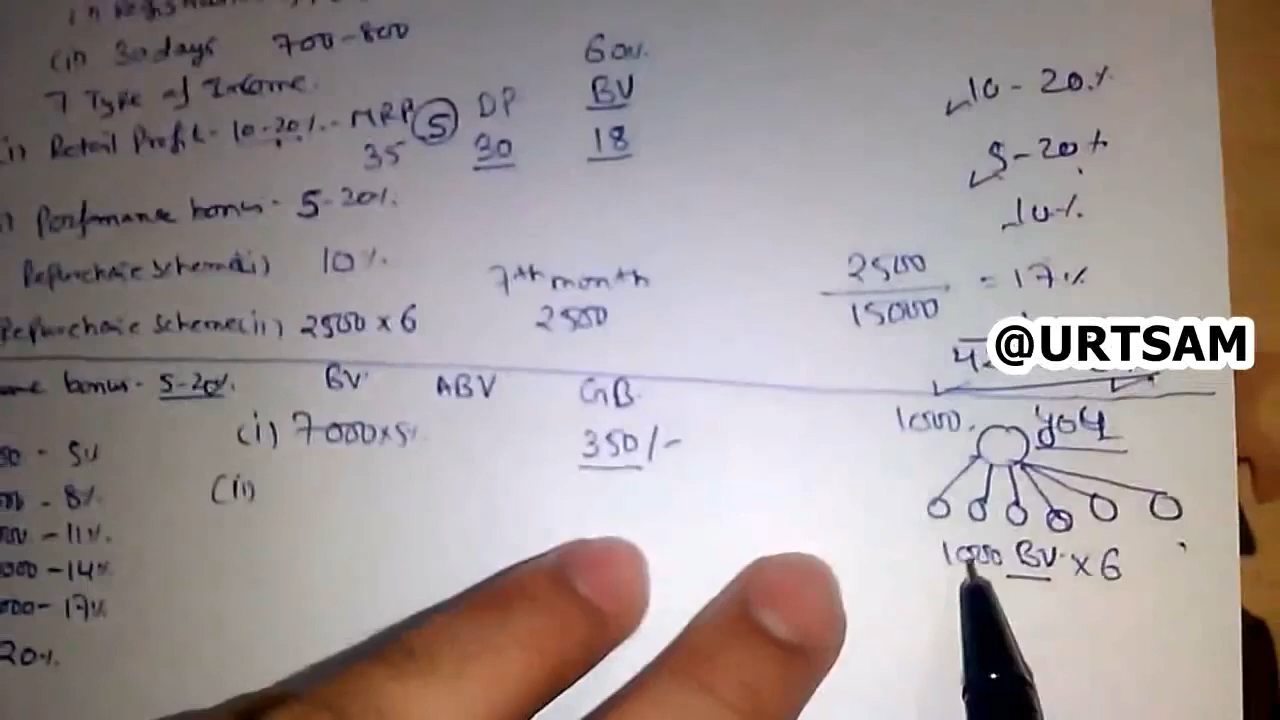 (ii) 30 days 700-800
7 Type of Income.
i) Retail Profit - 10-20%. - MRP (5) DP BV
60%.
35 30 18
Performance bonus - 5-20%.
Repurchase scheme(i) 10%.
Repurchase scheme(ii) 2500 x 6
7th month
2500
10 - 20%
5 - 20%
10%
2500
15000
= 17%
@URTSAM
bonus - 5-20%. BV ABV GB
(i) 7000x5% 350/-
(ii)
- 5%
- 8%
- 11%.
- 14%
- 17%
20%.
1000. you
1000 BV x 6